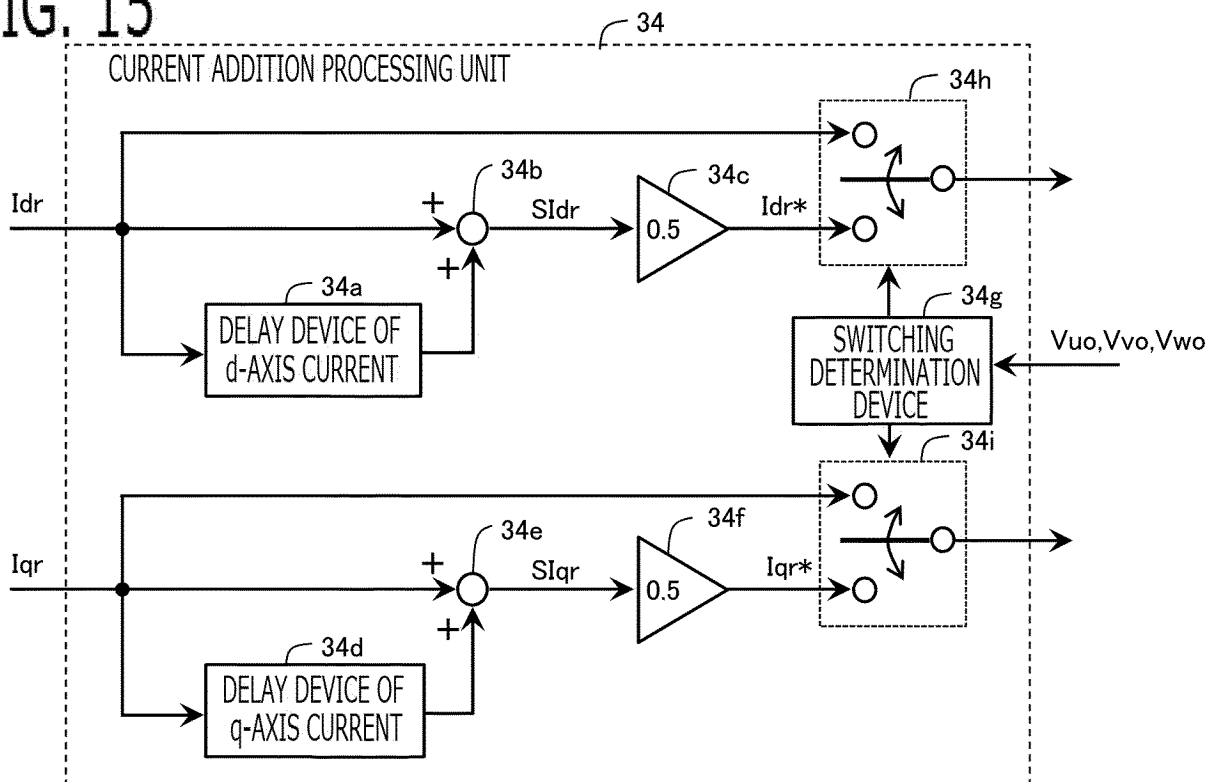 FIG. 15
34
CURRENT ADDITION PROCESSING UNIT
34h
34b
34c
Idr
+
SIdr
0.5
Idr*
+
34a
DELAY DEVICE OF
d-AXIS CURRENT
34g
SWITCHING
DETERMINATION
DEVICE
Vuo,Vvo,Vwo
34i
34e
34f
Iqr
+
SIqr
0.5
Iqr*
+
34d
DELAY DEVICE OF
q-AXIS CURRENT